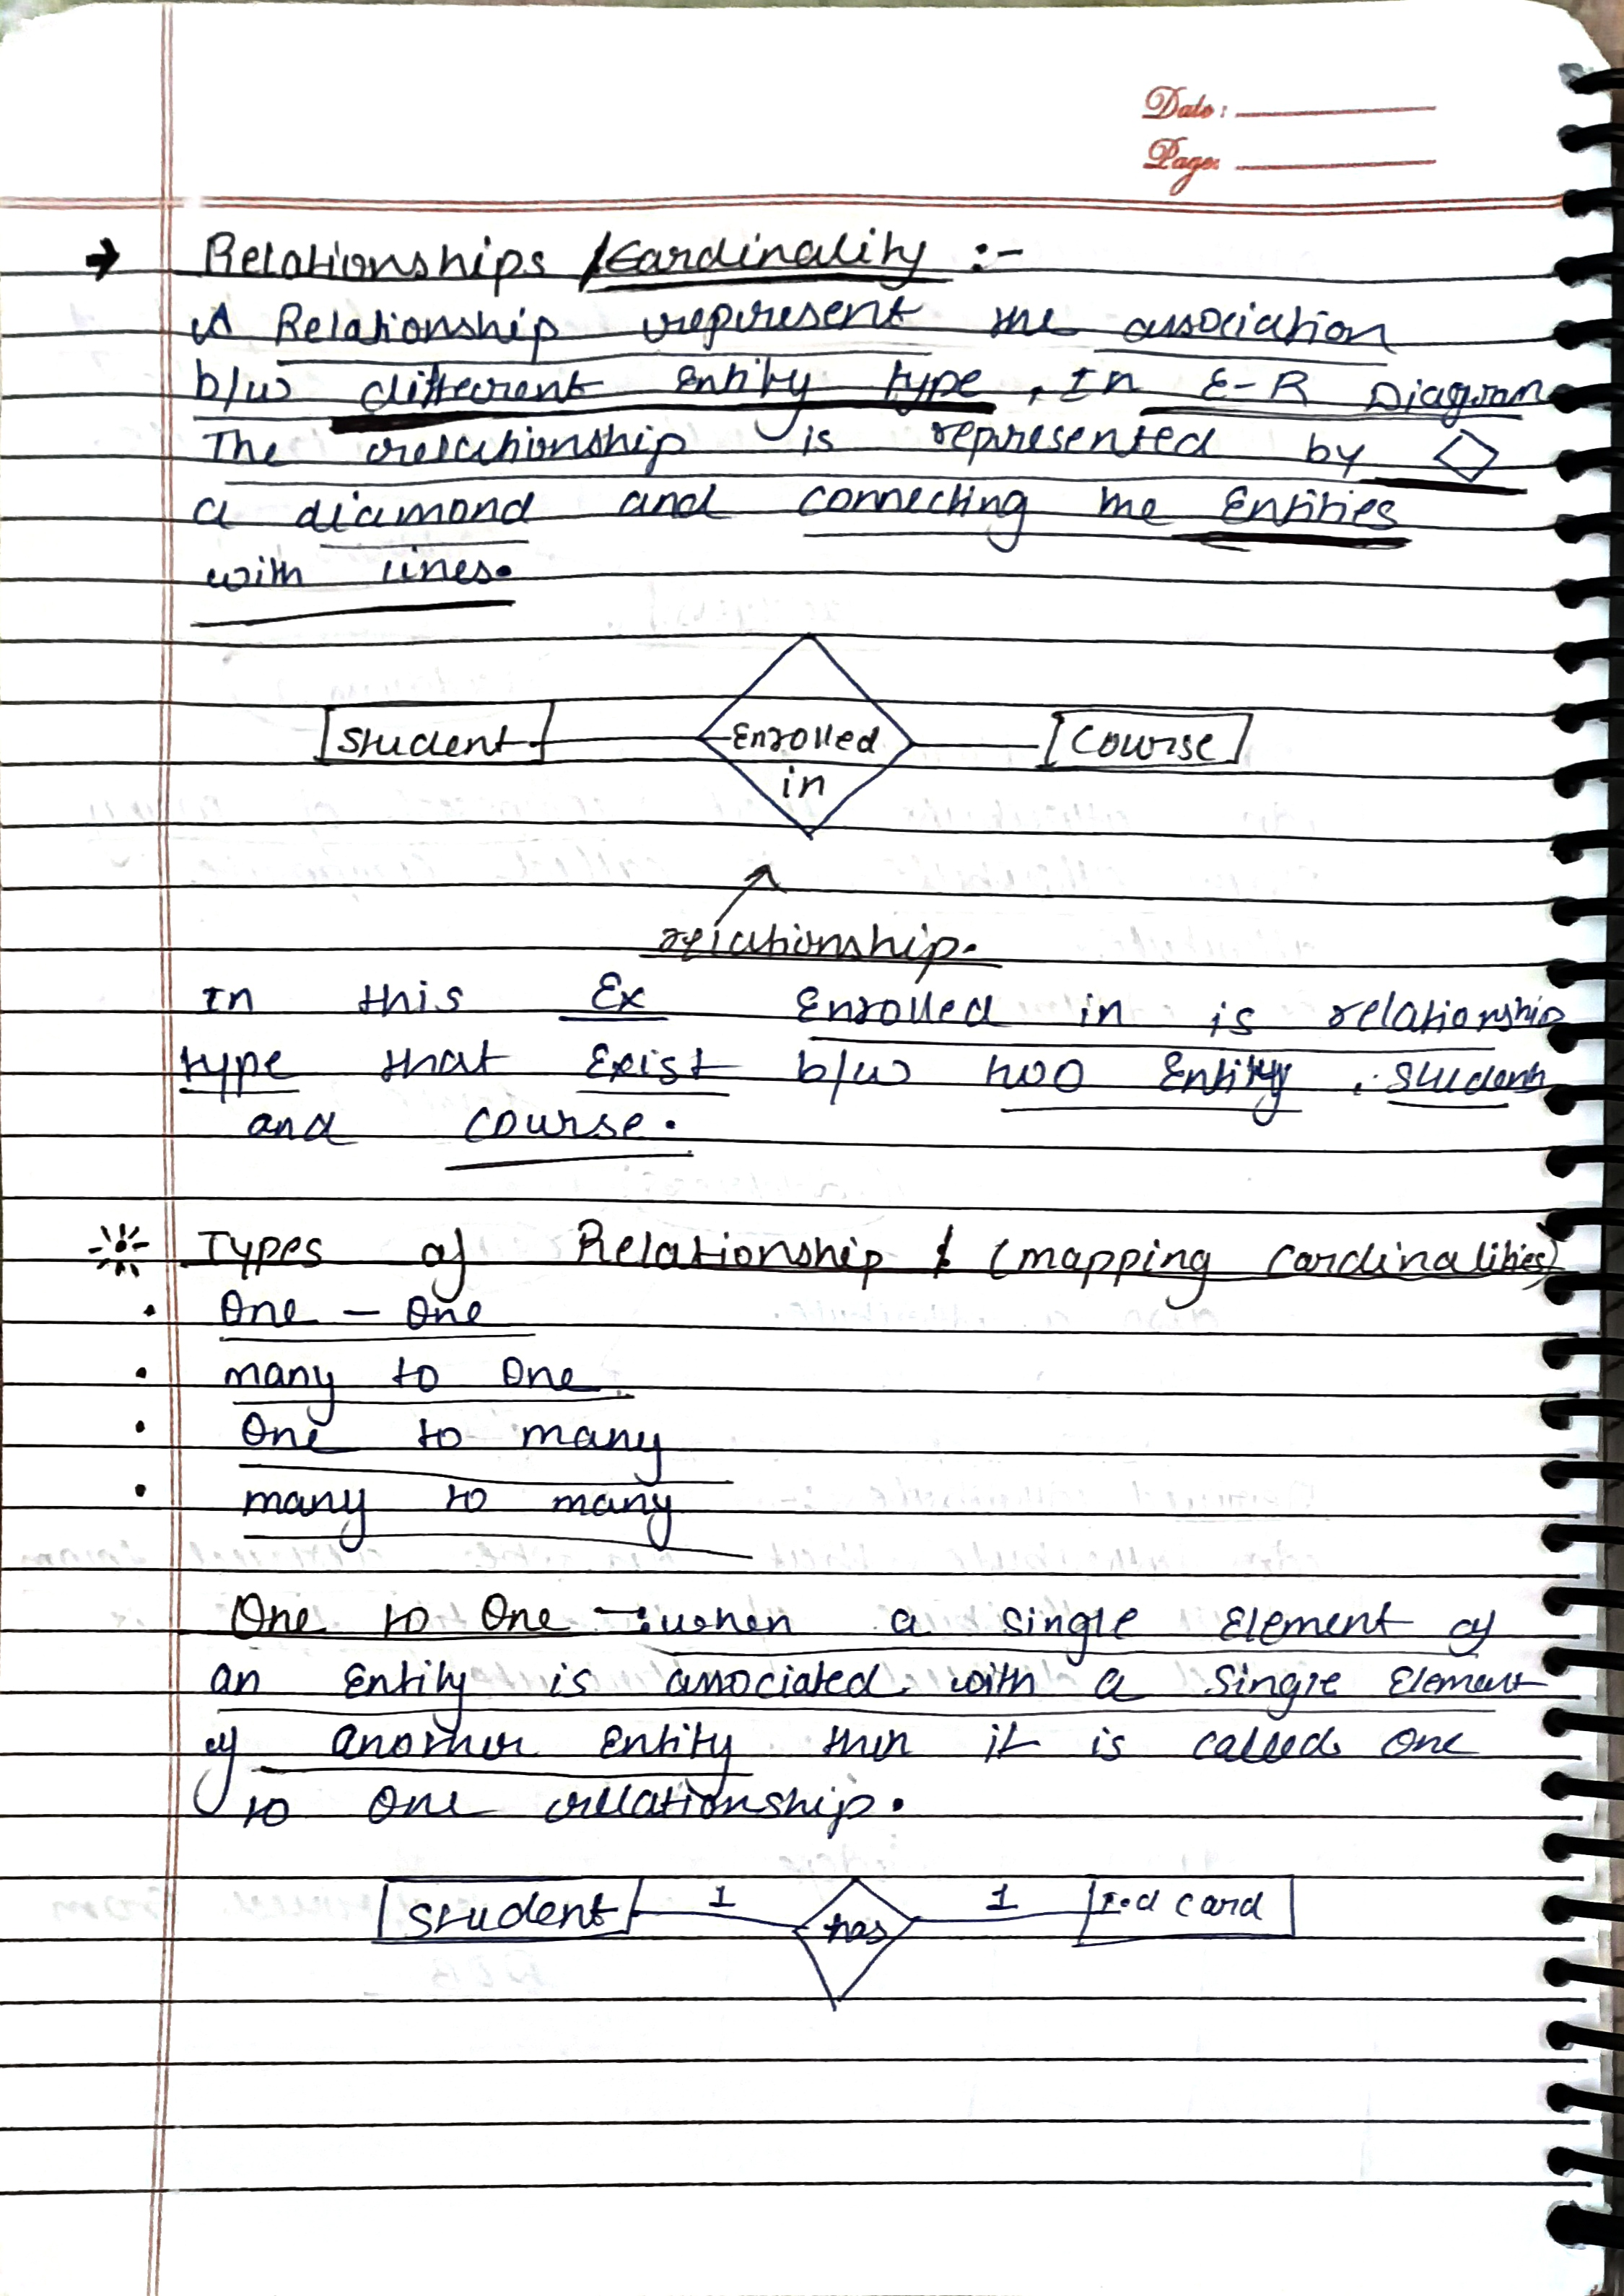 Date:
Page:
→ Relationships / Cardinality :-
A Relationship represent the association
b/w different Entity type, In E-R Diagram
The relationship is represented by ◇
a diamond and connecting the Entities
with lines.
Student Enrolled in Course
relationship.
In this Ex Enrolled in is relationship
type that Exist b/w two Entity, Student
and course.
Types of Relationship & (mapping cardinalities)
• One - One
• many to one
• One to many
• many to many
One to One -: when a single Element of
an Entity is associated with a single Element
of another Entity then it is called one
to one relationship.
Student 1 has 1 I.d card